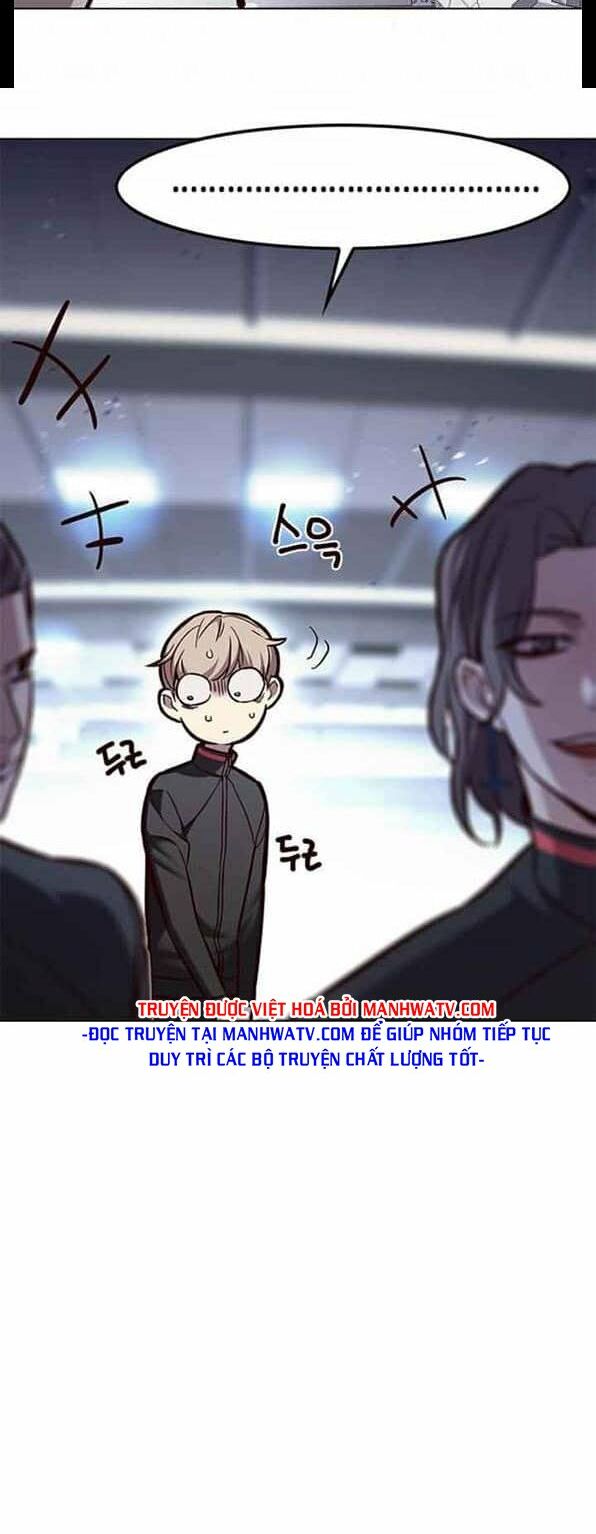 ........................................
스윽
두근
두근
TRUYỆN ĐƯỢC VIỆT HOÁ BỞI MANHWATV.COM
-ĐỌC TRUYỆN TẠI MANHWATV.COM ĐỂ GIÚP NHÓM TIẾP TỤC
DUY TRÌ CÁC BỘ TRUYỆN CHẤT LƯỢNG TỐT-